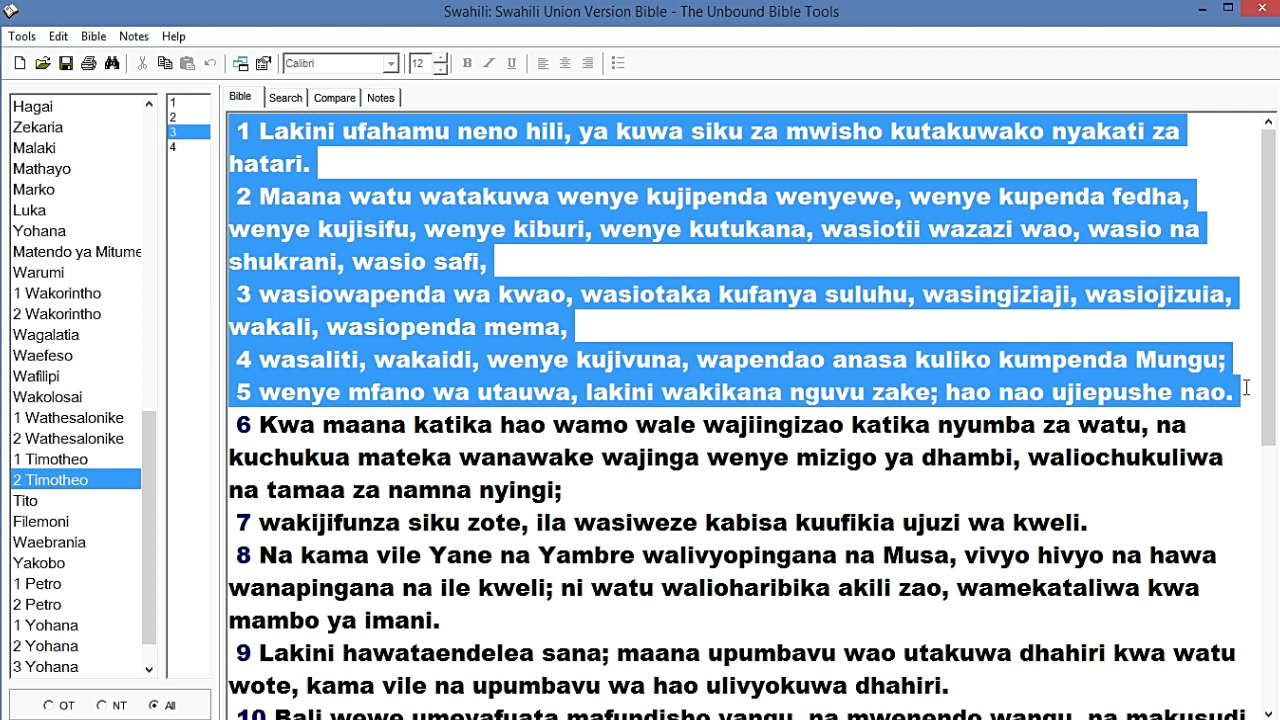 Swahili: Swahili Union Version Bible - The Unbound Bible Tools
Tools Edit Bible Notes Help
Calibri 12 B I U
Bible Search Compare Notes
Hagai
Zekaria
Malaki
Mathayo
Marko
Luka
Yohana
Matendo ya Mitume
Warumi
1 Wakorintho
2 Wakorintho
Wagalatia
Waefeso
Wafilipi
Wakolosai
1 Wathesalonike
2 Wathesalonike
1 Timotheo
2 Timotheo
Tito
Filemoni
Waebrania
Yakobo
1 Petro
2 Petro
1 Yohana
2 Yohana
3 Yohana
OT NT All
1
2
3
4
1 Lakini ufahamu neno hili, ya kuwa siku za mwisho kutakuwako nyakati za
hatari.
2 Maana watu watakuwa wenye kujipenda wenyewe, wenye kupenda fedha,
wenye kujisifu, wenye kiburi, wenye kutukana, wasiotii wazazi wao, wasio na
shukrani, wasio safi,
3 wasiowapenda wa kwao, wasiotaka kufanya suluhu, wasingiziaji, wasiojizuia,
wakali, wasiopenda mema,
4 wasaliti, wakaidi, wenye kujivuna, wapendao anasa kuliko kumpenda Mungu;
5 wenye mfano wa utauwa, lakini wakikana nguvu zake; hao nao ujiepushe nao.
6 Kwa maana katika hao wamo wale wajiingizao katika nyumba za watu, na
kuchukua mateka wanawake wajinga wenye mizigo ya dhambi, waliochukuliwa
na tamaa za namna nyingi;
7 wakijifunza siku zote, ila wasiweze kabisa kuufikia ujuzi wa kweli.
8 Na kama vile Yane na Yambre walivyopingana na Musa, vivyo hivyo na hawa
wanapingana na ile kweli; ni watu walioharibika akili zao, wamekataliwa kwa
mambo ya imani.
9 Lakini hawataendelea sana; maana upumbavu wao utakuwa dhahiri kwa watu
wote, kama vile na upumbavu wa hao ulivyokuwa dhahiri.
10 Bali wewe umeyafuata mafundisho yangu, na mwenendo wangu, na makusudi